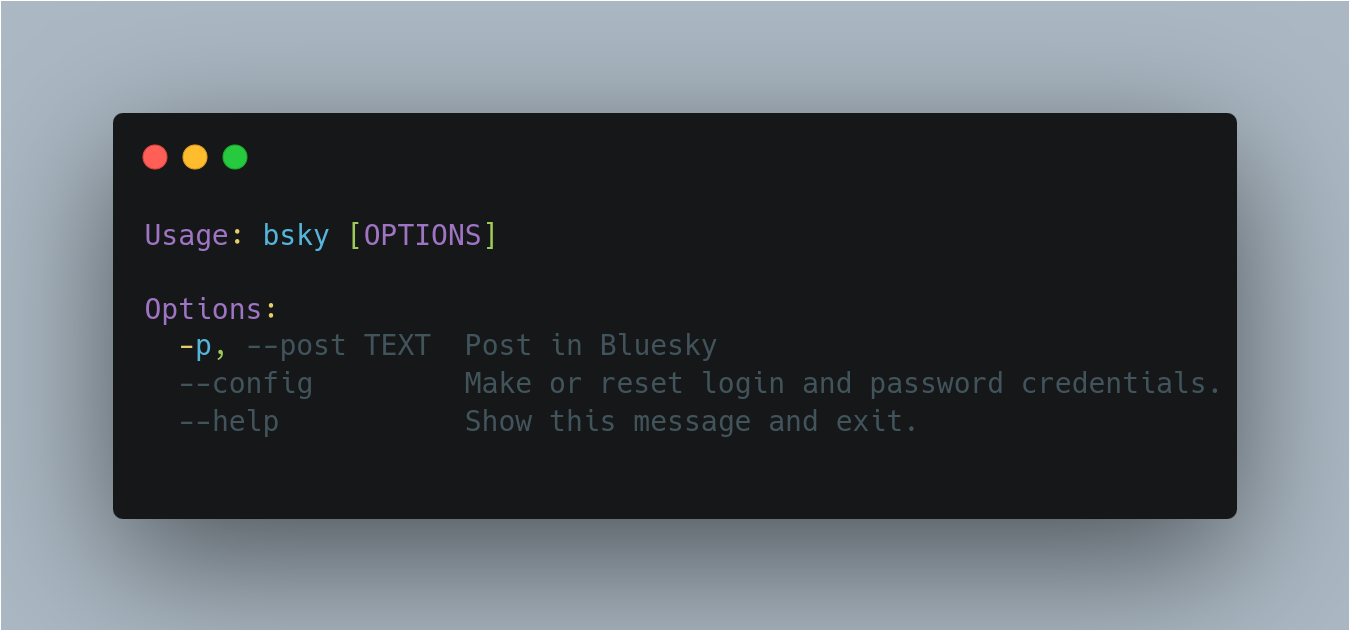 Usage: bsky [OPTIONS]
Options:
-p, --post TEXT  Post in Bluesky
--config         Make or reset login and password credentials.
--help           Show this message and exit.